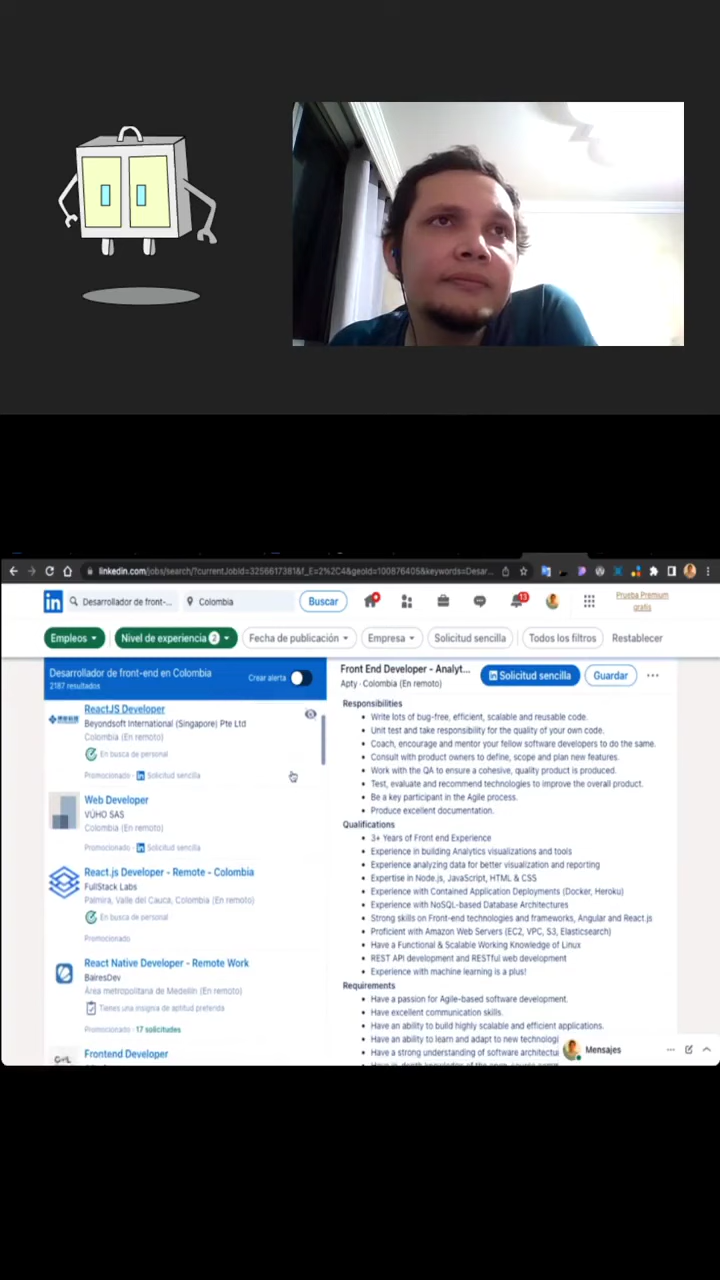 linkedin.com/jobs/search/?currentJobId=3256617381&f_E=2%2C4&geoId=100876405&keywords=Desar...
in
Desarrollador de front-...
Colombia
Buscar
13
Prueba Premium
gratis
Empleos
Nivel de experiencia 2
Fecha de publicación
Empresa
Solicitud sencilla
Todos los filtros
Restablecer
Desarrollador de front-end en Colombia
2187 resultados
Crear alerta
ReactJS Developer
Beyondsoft International (Singapore) Pte Ltd
Colombia (En remoto)
En busca de personal
Promocionado · in Solicitud sencilla
Web Developer
VÜHO SAS
Colombia (En remoto)
Promocionado · in Solicitud sencilla
React.js Developer - Remote - Colombia
FullStack Labs
Palmira, Valle del Cauca, Colombia (En remoto)
En busca de personal
Promocionado
React Native Developer - Remote Work
BairesDev
Área metropolitana de Medellín (En remoto)
Tienes una insignia de aptitud preferida
Promocionado · 17 solicitudes
Frontend Developer
Front End Developer - Analyt...
Apty · Colombia (En remoto)
in Solicitud sencilla
Guardar
Responsibilities
Write lots of bug-free, efficient, scalable and reusable code.
Unit test and take responsibility for the quality of your own code.
Coach, encourage and mentor your fellow software developers to do the same.
Consult with product owners to define, scope and plan new features.
Work with the QA to ensure a cohesive, quality product is produced.
Test, evaluate and recommend technologies to improve the overall product.
Be a key participant in the Agile process.
Produce excellent documentation.
Qualifications
3+ Years of Front end Experience
Experience in building Analytics visualizations and tools
Experience analyzing data for better visualization and reporting
Expertise in Node.js, JavaScript, HTML & CSS
Experience with Contained Application Deployments (Docker, Heroku)
Experience with NoSQL-based Database Architectures
Strong skills on Front-end technologies and frameworks, Angular and React.js
Proficient with Amazon Web Servers (EC2, VPC, S3, Elasticsearch)
Have a Functional & Scalable Working Knowledge of Linux
REST API development and RESTful web development
Experience with machine learning is a plus!
Requirements
Have a passion for Agile-based software development.
Have excellent communication skills.
Have an ability to build highly scalable and efficient applications.
Have an ability to learn and adapt to new technologi
Have a strong understanding of software architectu
Mensajes